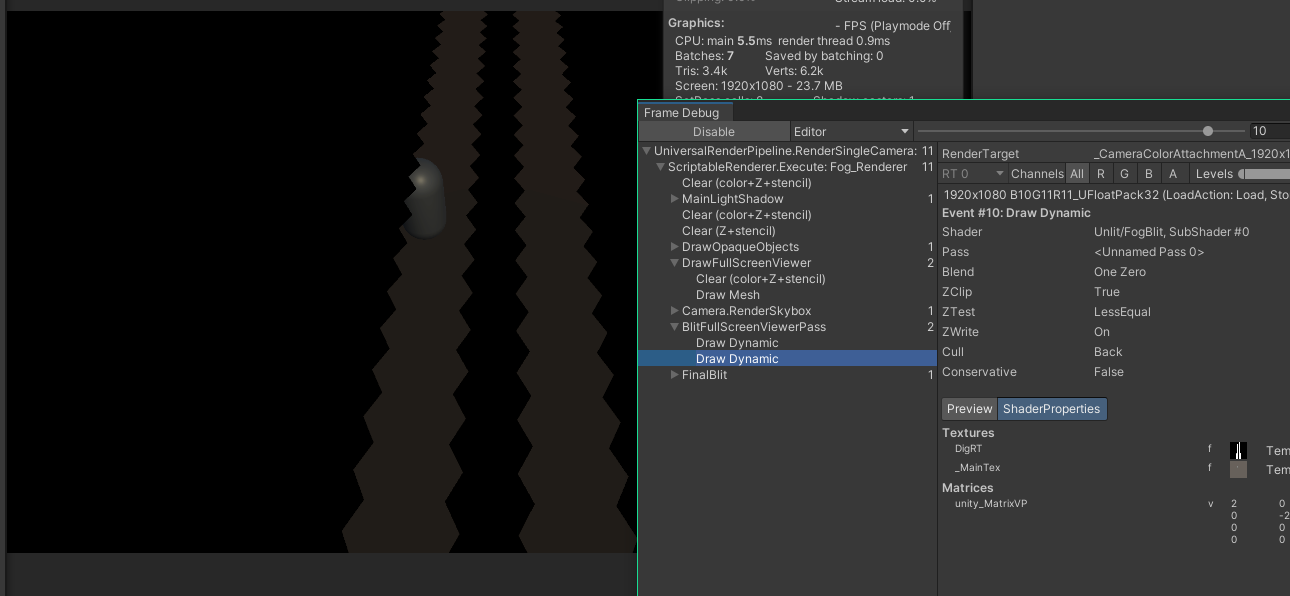 Graphics:
- FPS (Playmode Off
CPU: main 5.5ms render thread 0.9ms
Batches: 7 Saved by batching: 0
Tris: 3.4k Verts: 6.2k
Screen: 1920x1080 - 23.7 MB
Frame Debug
Disable Editor 10
UniversalRenderPipeline.RenderSingleCamera: 11
ScriptableRenderer.Execute: Fog_Renderer 11
Clear (color+Z+stencil)
MainLightShadow 1
Clear (color+Z+stencil)
Clear (Z+stencil)
DrawOpaqueObjects 1
DrawFullScreenViewer 2
Clear (color+Z+stencil)
Draw Mesh
Camera.RenderSkybox 1
BlitFullScreenViewerPass 2
Draw Dynamic
Draw Dynamic
FinalBlit 1
RenderTarget _CameraColorAttachmentA_1920x1
RT 0 Channels All R G B A Levels
1920x1080 B10G11R11_UFloatPack32 (LoadAction: Load, Sto
Event #10: Draw Dynamic
Shader Unlit/FogBlit, SubShader #0
Pass <Unnamed Pass 0>
Blend One Zero
ZClip True
ZTest LessEqual
ZWrite On
Cull Back
Conservative False
Preview ShaderProperties
Textures
DigRT f Tem
_MainTex f Tem
Matrices
unity_MatrixVP v 2 0
0 -2
0 0
0 0